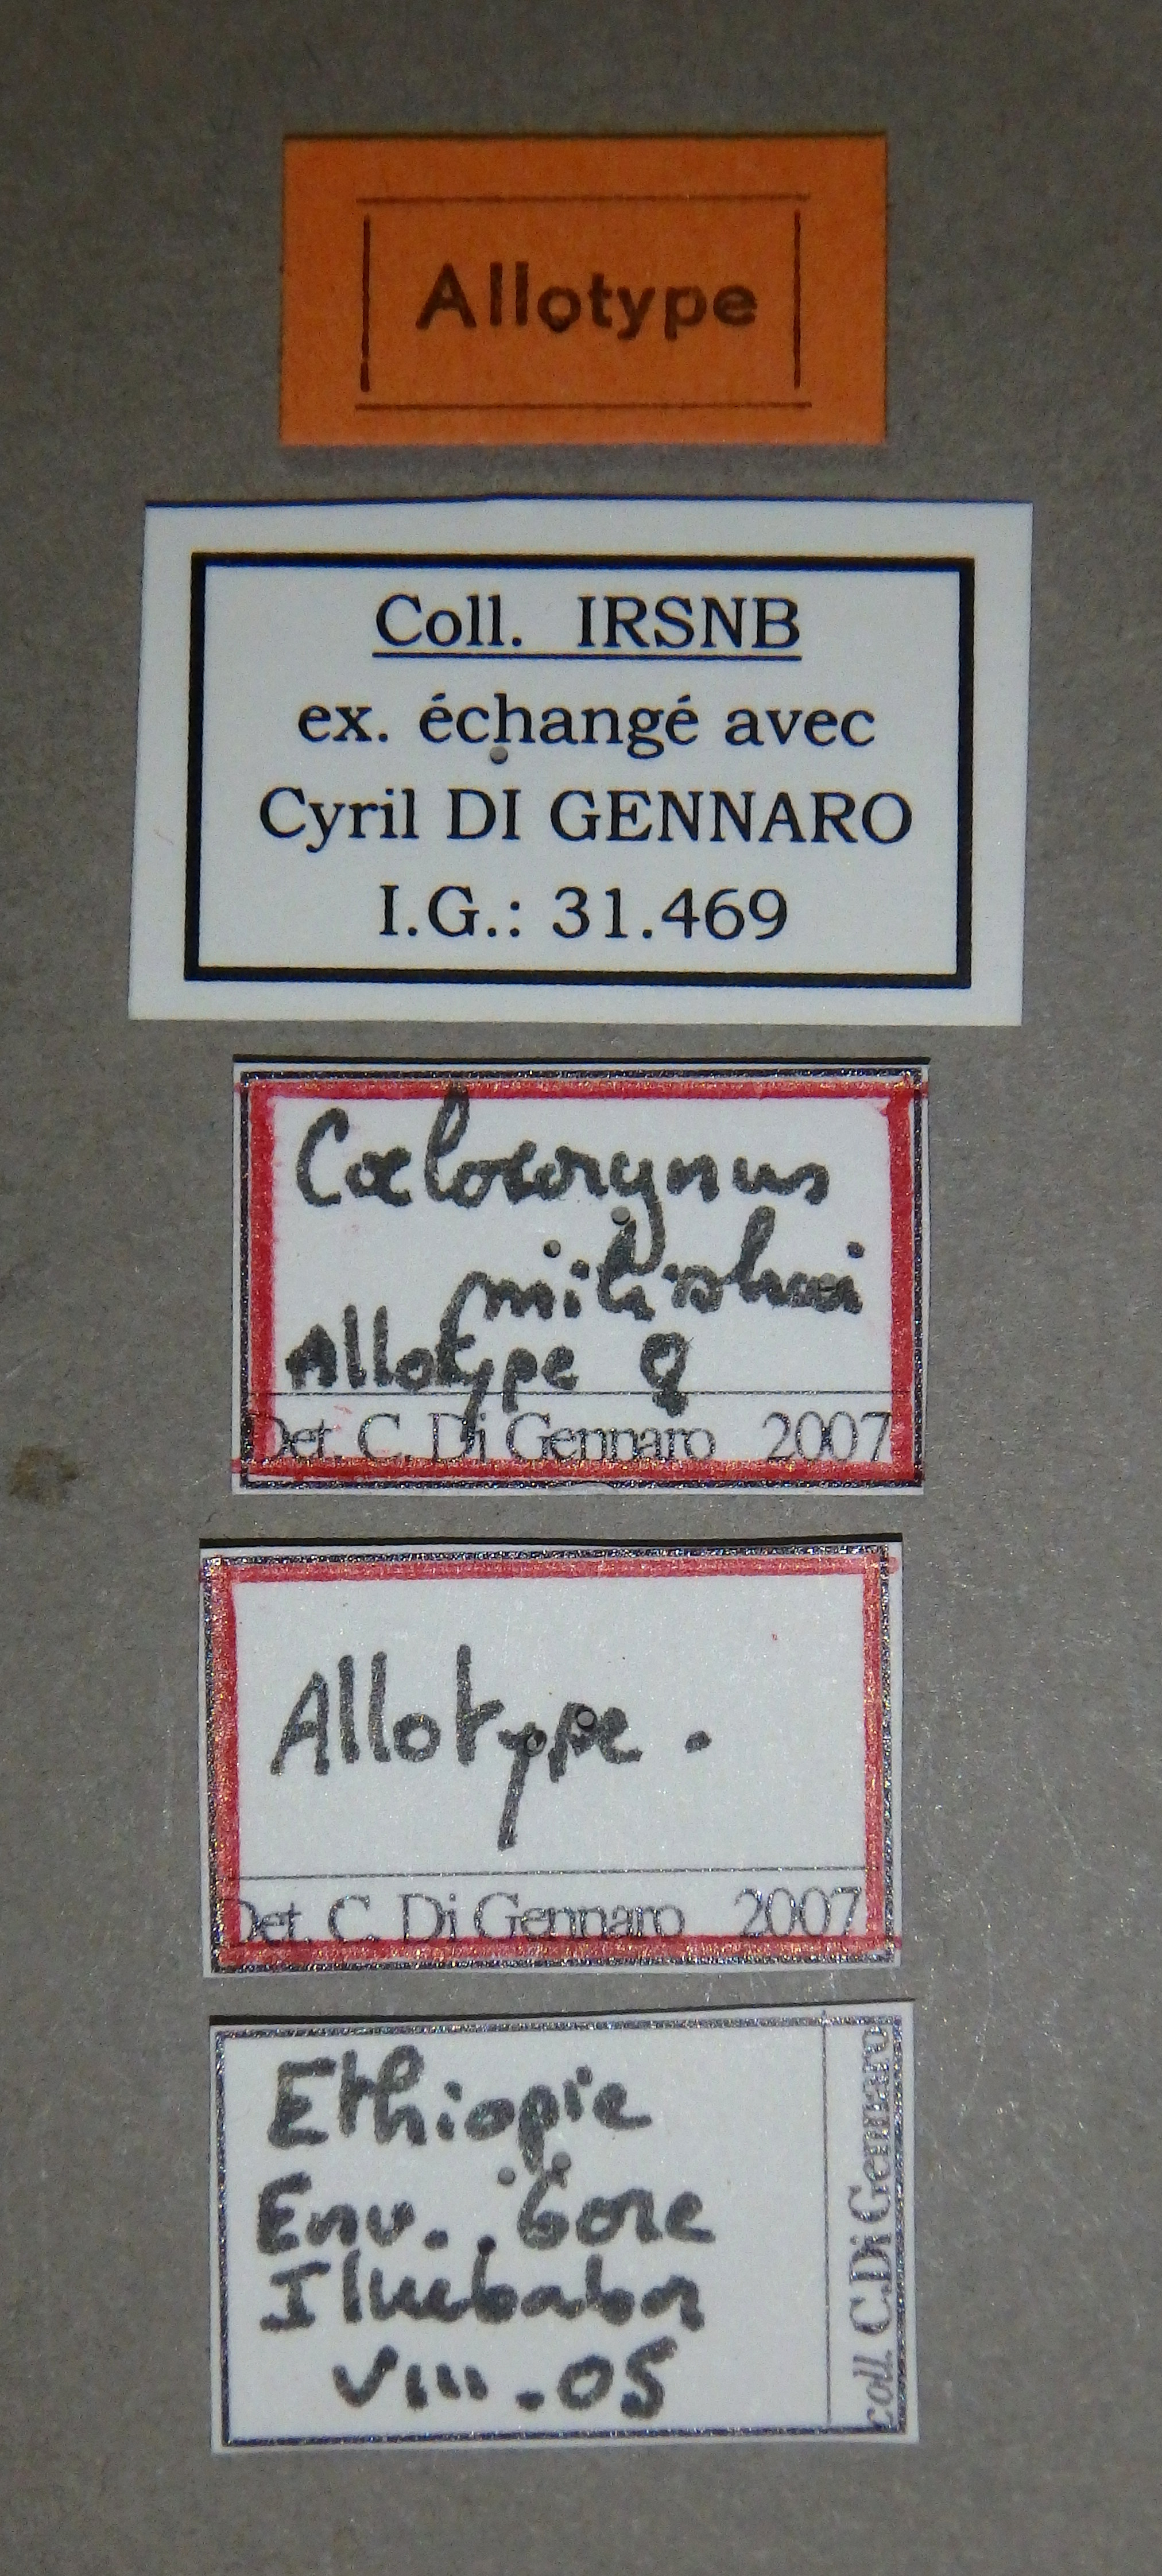 Allotype
Coll. IRSNB
ex. échangé avec
Cyril DI GENNARO
I.G.: 31.469
Cœlocorynus
Allotype ♀
Det. C. Di Gennaro 2007
Allotype.
Det. C. Di Gennaro 2007
Ethiopie
Env. Gore
Illubabor
VIII.05
coll. C. Di Gennaro